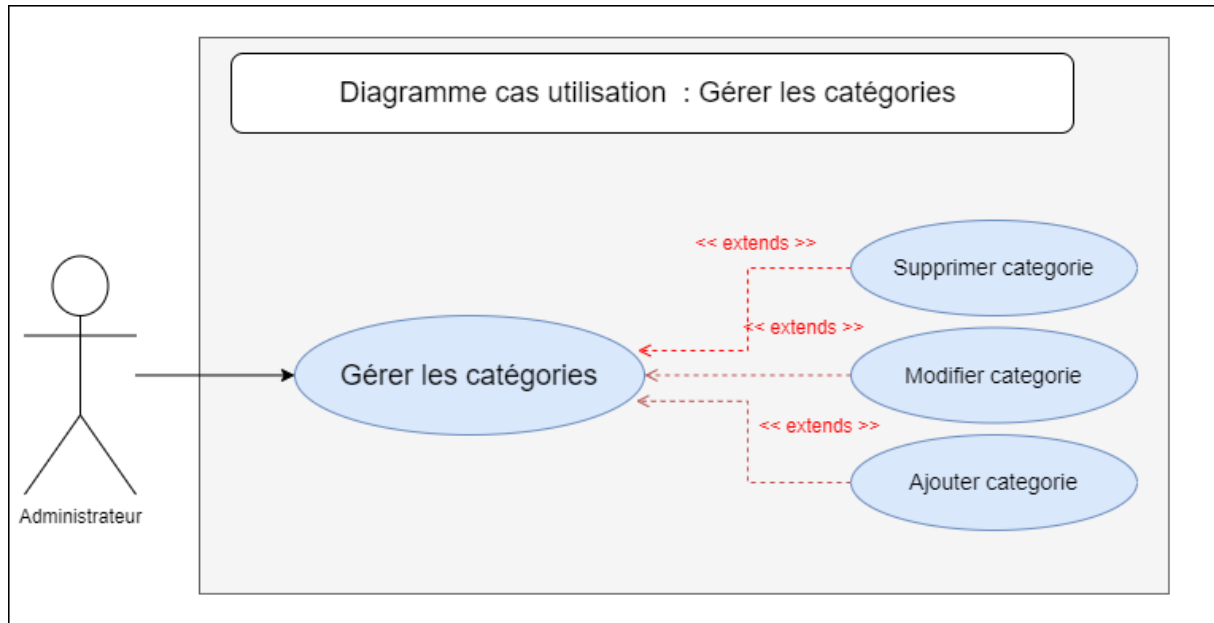 Diagramme cas utilisation : Gérer les catégories
<< extends >>
Supprimer categorie
<< extends >>
Gérer les catégories
Modifier categorie
<< extends >>
Ajouter categorie
Administrateur